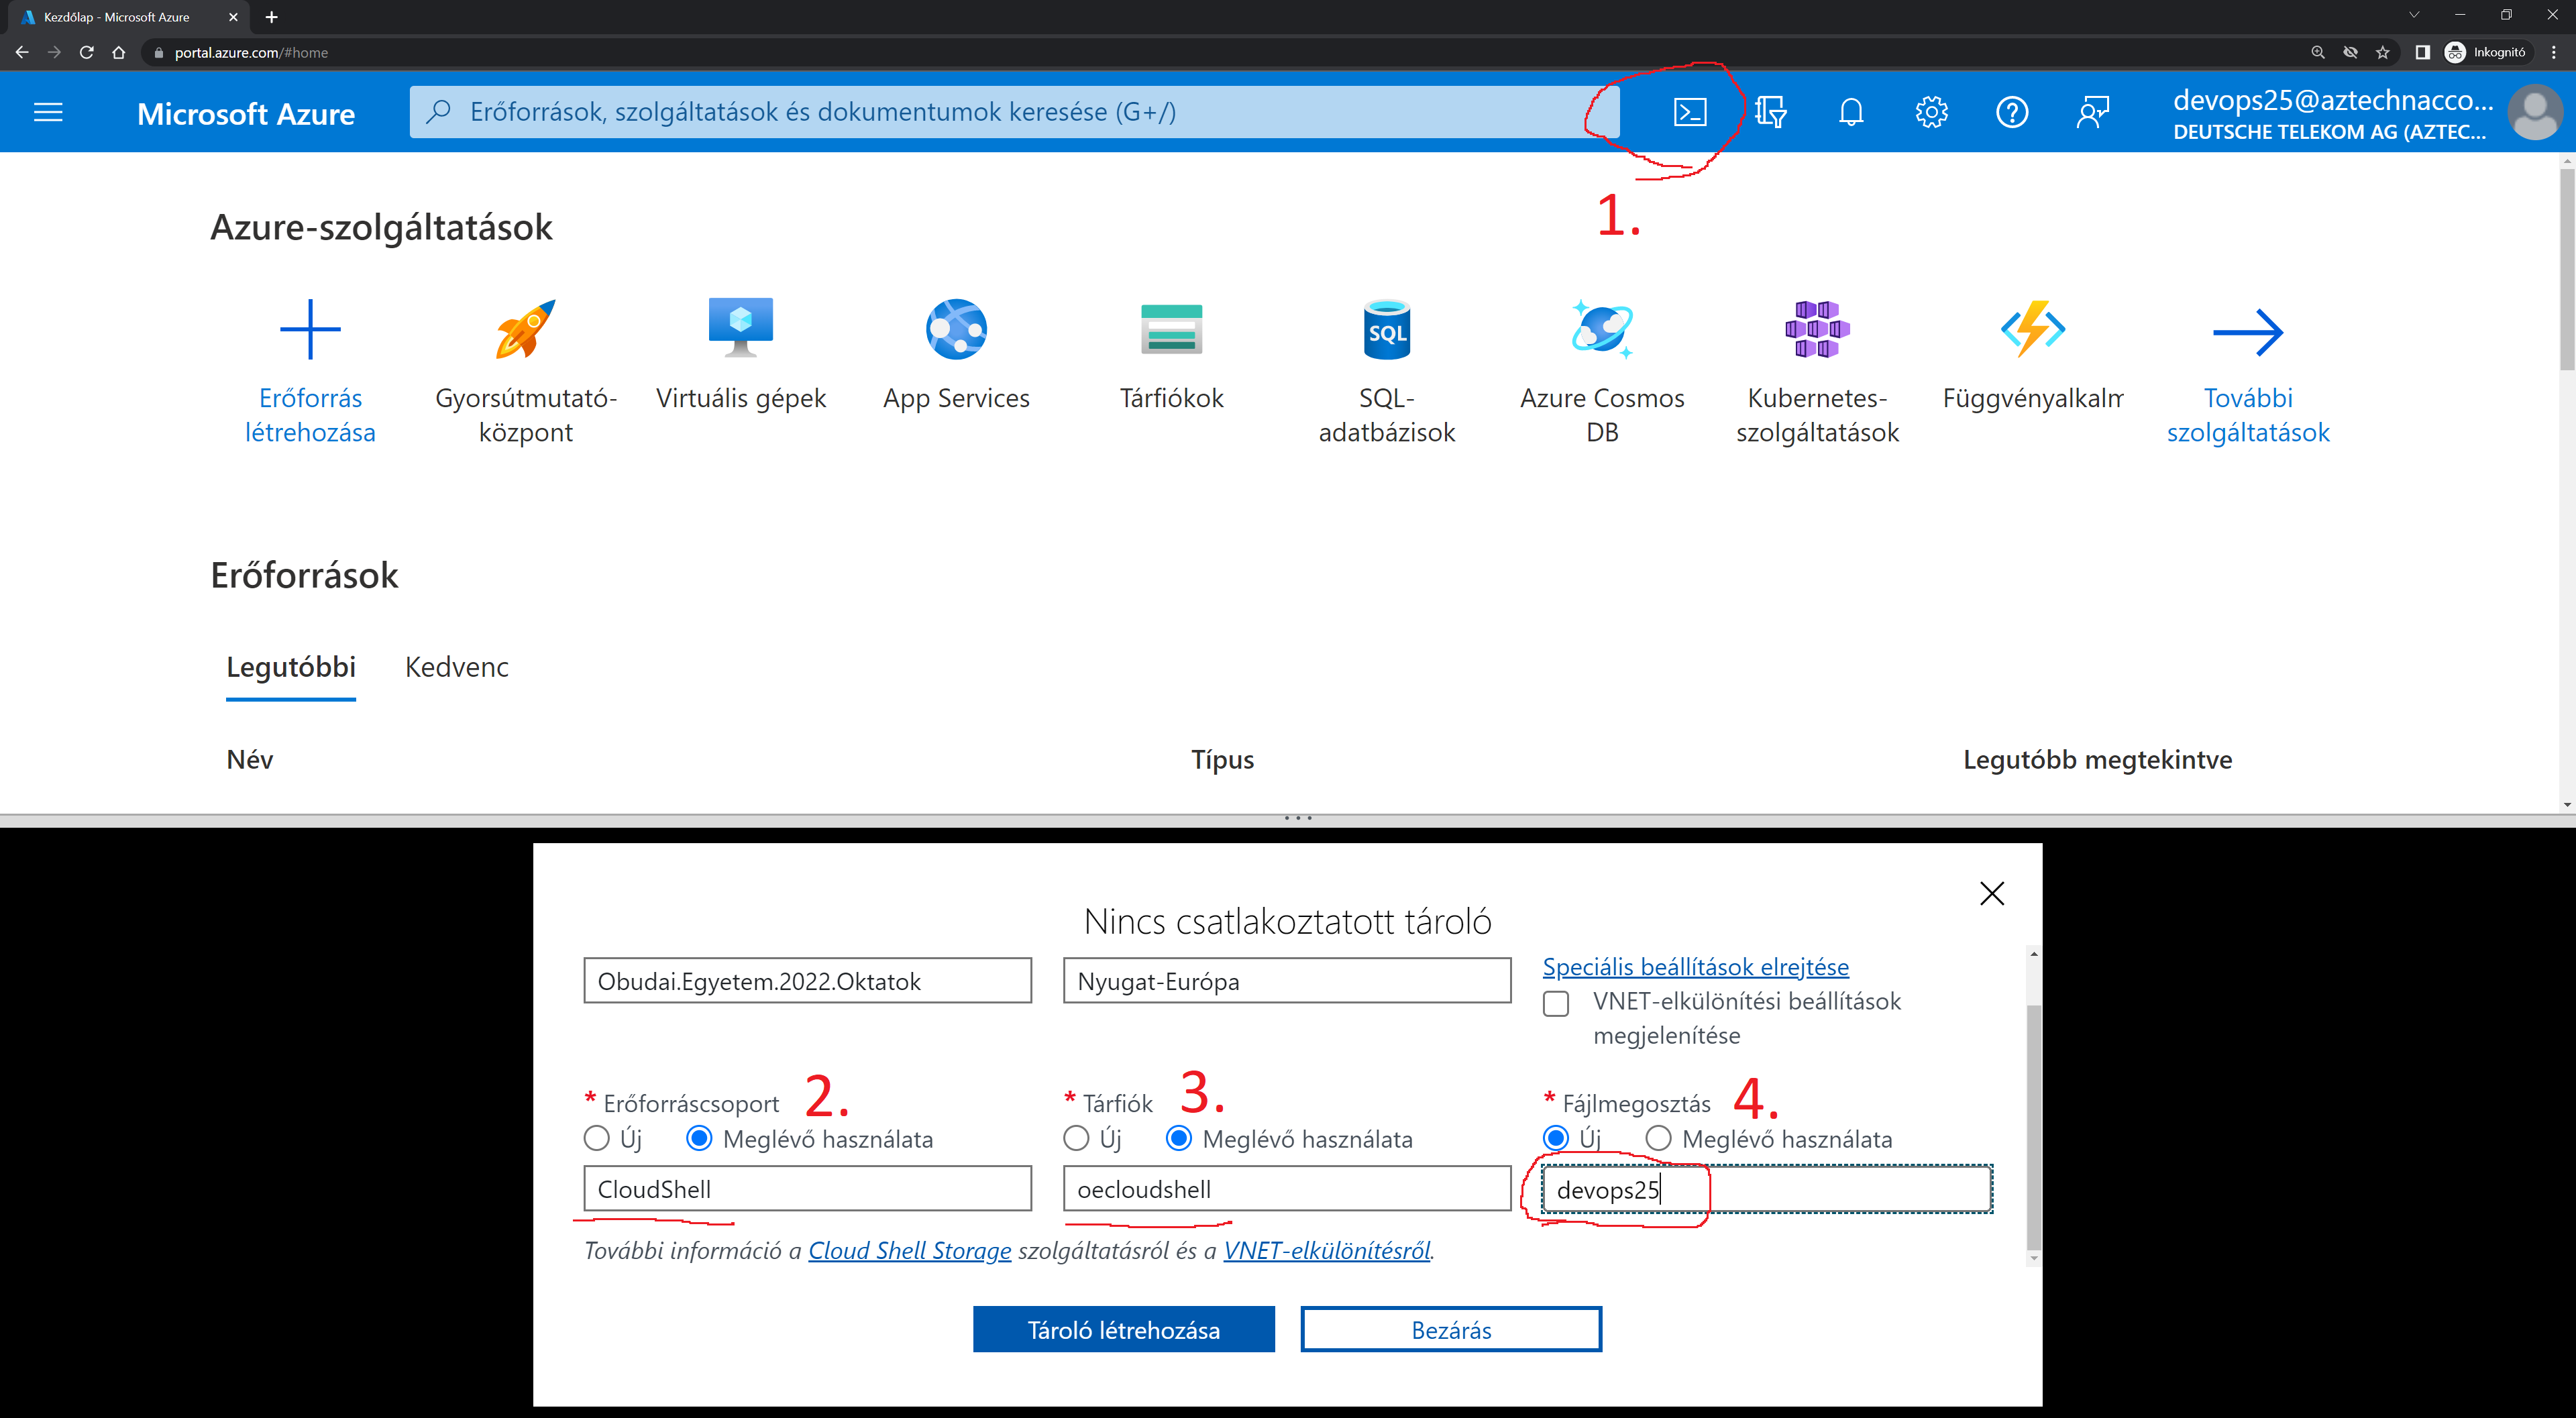 Kezdőlap - Microsoft Azure
portal.azure.com/#home
Inkognitó
Microsoft Azure
Erőforrások, szolgáltatások és dokumentumok keresése (G+/)
devops25@aztechnacco...
DEUTSCHE TELEKOM AG (AZTEC...
1.
Azure-szolgáltatások
Erőforrás létrehozása
Gyorsútmutató-központ
Virtuális gépek
App Services
Tárfiókok
SQL
SQL-adatbázisok
Azure Cosmos DB
Kubernetes-szolgáltatások
Függvényalkalm
További szolgáltatások
Erőforrások
Legutóbbi Kedvenc
Név Típus Legutóbb megtekintve
Nincs csatlakoztatott tároló
Obudai.Egyetem.2022.Oktatok
Nyugat-Európa
Speciális beállítások elrejtése
VNET-elkülönítési beállítások
megjelenítése
* Erőforráscsoport 2.
Új Meglévő használata
CloudShell
* Tárfiók 3.
Új Meglévő használata
oecloudshell
* Fájlmegosztás 4.
Új Meglévő használata
devops25
További információ a Cloud Shell Storage szolgáltatásról és a VNET-elkülönítésről.
Tároló létrehozása
Bezárás